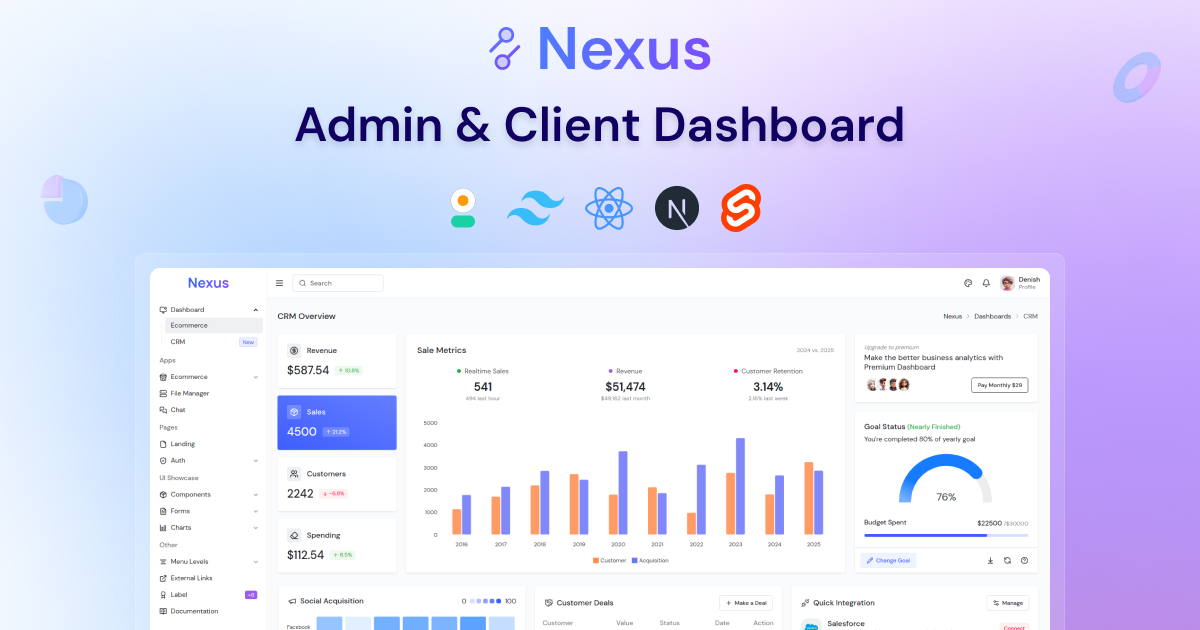 Nexus
Admin & Client Dashboard
N
Nexus
Search
Denish
Profile
Dashboard
Ecommerce
CRM
New
Apps
Ecommerce
File Manager
Chat
Pages
Landing
Auth
UI Showcase
Components
Forms
Charts
Other
Menu Levels
External Links
Label
+8
Documentation
CRM Overview
Nexus > Dashboards > CRM
Revenue
$587.54 ↑ 10.8%
Sales
4500 ↑ 21.2%
Customers
2242 ↓ -6.8%
Spending
$112.54 ↑ 8.5%
Sale Metrics
2024 vs. 2025
Realtime Sales
541
494 last hour
Revenue
$51,474
$49,162 last month
Customer Retention
3.14%
2.16% last week
5000
4000
3000
2000
1000
0
2016 2017 2018 2019 2020 2021 2022 2023 2024 2025
Customer Acquisition
Upgrade to premium
Make the better business analytics with
Premium Dashboard
Pay Monthly $29
Goal Status (Nearly Finished)
You're completed 80% of yearly goal
76%
Budget Spent $22500 /$30000
Change Goal
Social Acquisition 0 100
Facebook
Customer Deals + Make a Deal
Customer Value Status Date Action
Quick Integration Manage
Salesforce
Connect